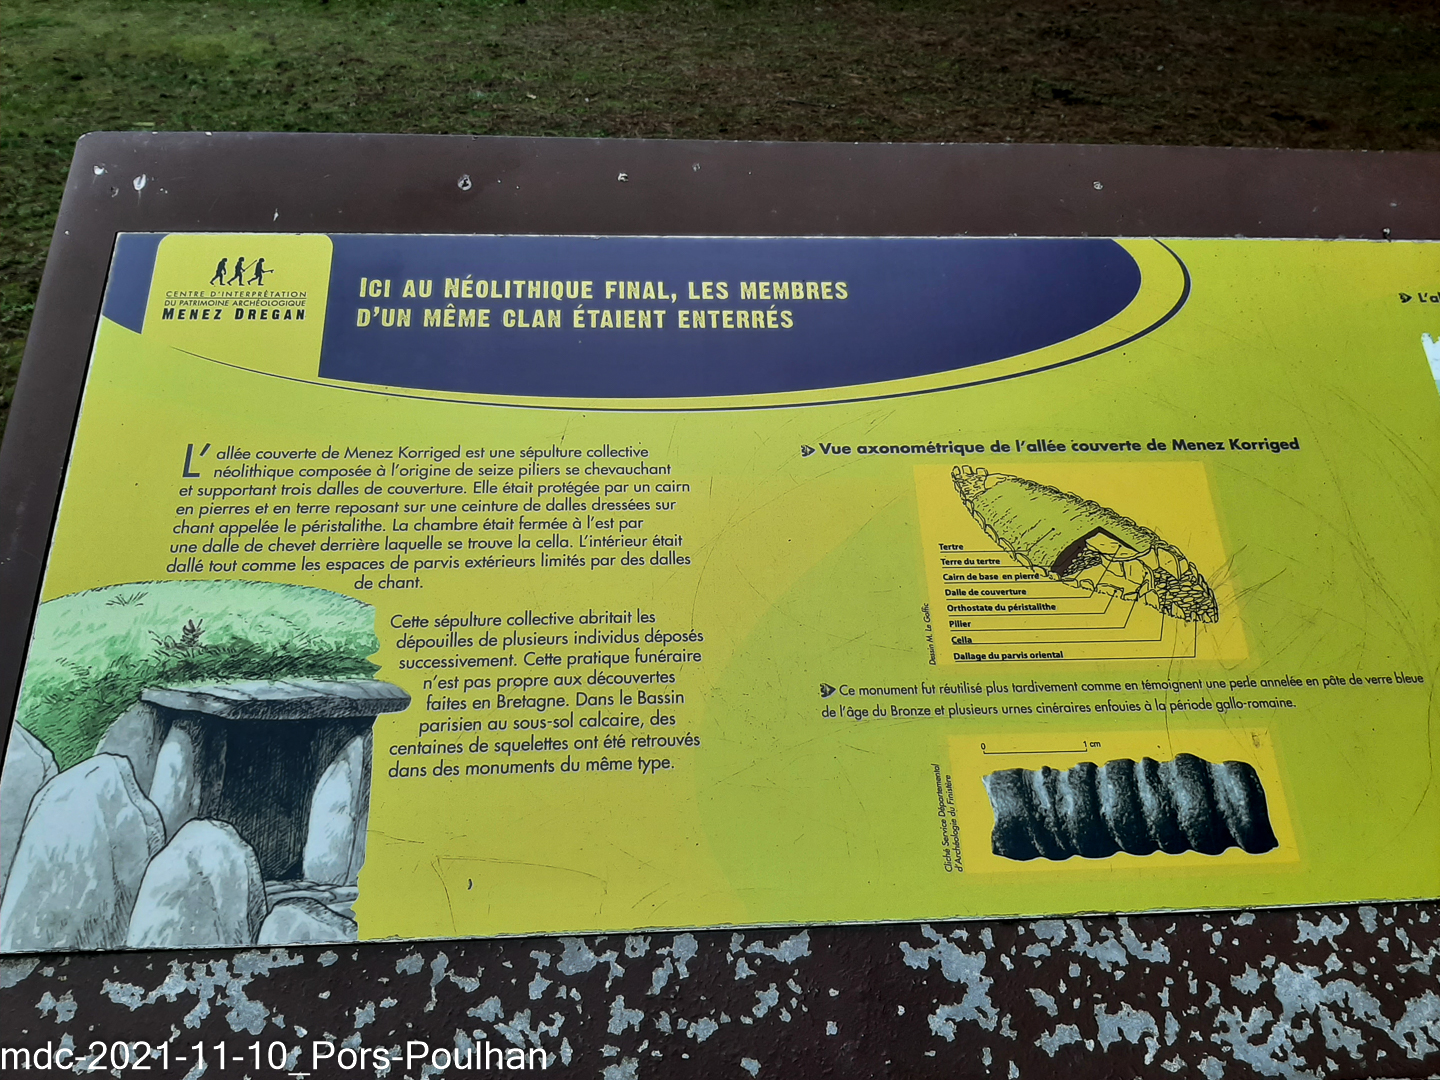 CENTRE D'INTERPRÉTATION
DU PATRIMOINE ARCHÉOLOGIQUE
MENEZ DREGAN
ICI AU NÉOLITHIQUE FINAL, LES MEMBRES
D'UN MÊME CLAN ÉTAIENT ENTERRÉS
L'allée couverte de Menez Korriged est une sépulture collective
néolithique composée à l'origine de seize piliers se chevauchant
et supportant trois dalles de couverture. Elle était protégée par un cairn
en pierres et en terre reposant sur une ceinture de dalles dressées sur
chant appelée le péristalithe. La chambre était fermée à l'est par
une dalle de chevet derrière laquelle se trouve la cella. L'intérieur était
dallé tout comme les espaces de parvis extérieurs limités par des dalles
de chant.
Cette sépulture collective abritait les
dépouilles de plusieurs individus déposés
successivement. Cette pratique funéraire
n'est pas propre aux découvertes
faites en Bretagne. Dans le Bassin
parisien au sous-sol calcaire, des
centaines de squelettes ont été retrouvés
dans des monuments du même type.
Vue axonométrique de l'allée couverte de Menez Korriged
Tertre
Terre du tertre
Cairn de base en pierre
Dalle de couverture
Orthostate du péristalithe
Pilier
Cella
Dallage du parvis oriental
Dessin M. Le Goffic
Ce monument fut réutilisé plus tardivement comme en témoignent une perle annelée en pâte de verre bleue
de l'âge du Bronze et plusieurs urnes cinéraires enfouies à la période gallo-romaine.
0 1 cm
Cliché Service Départemental
d'Archéologie du Finistère
mdc-2021-11-10_Pors-Poulhan